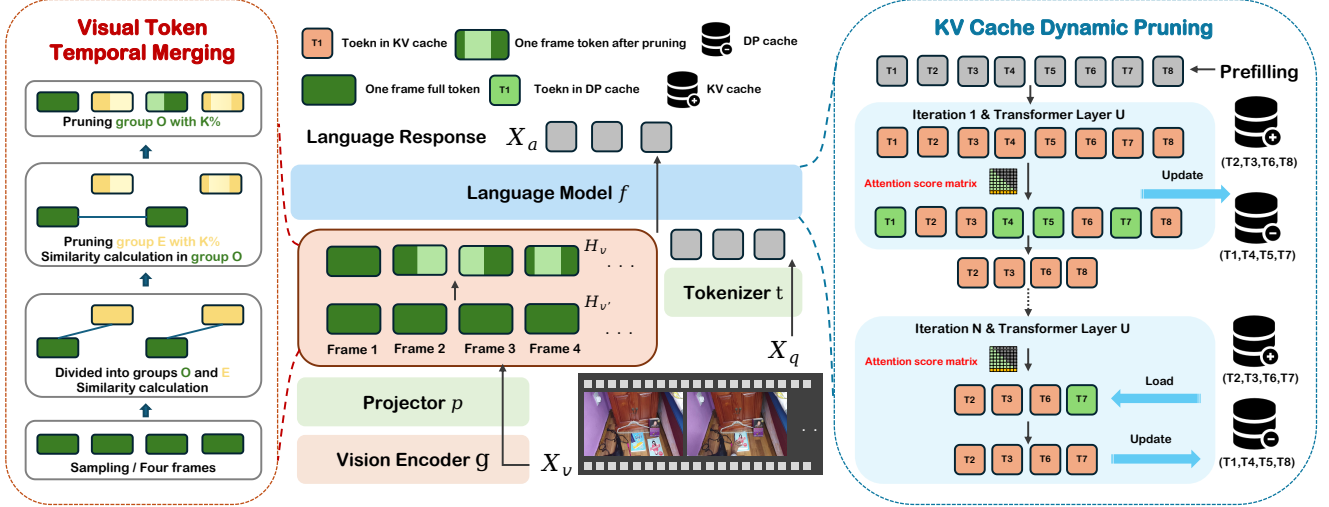 Visual Token
Temporal Merging
Pruning group O with K%
Pruning group E with K%
Similarity calculation in group O
Divided into groups O and E
Similarity calculation
Sampling / Four frames
T1 Toekn in KV cache
One frame token after pruning
DP cache
One frame full token
T1 Toekn in DP cache
KV cache
Language Response X_a
Language Model f
H_v
. . .
H_v'
. . .
Frame 1 Frame 2 Frame 3 Frame 4
Tokenizer t
X_q
Projector p
Vision Encoder g
X_v
. .
KV Cache Dynamic Pruning
T1 T2 T3 T4 T5 T6 T7 T8
Prefilling
Iteration 1 & Transformer Layer U
T1 T2 T3 T4 T5 T6 T7 T8
(T2,T3,T6,T8)
Attention score matrix
Update
T1 T2 T3 T4 T5 T6 T7 T8
(T1,T4,T5,T7)
T2 T3 T6 T8
Iteration N & Transformer Layer U
Attention score matrix
(T2,T3,T6,T7)
Load
T2 T3 T6 T7
Update
T2 T3 T6 T7
(T1,T4,T5,T8)